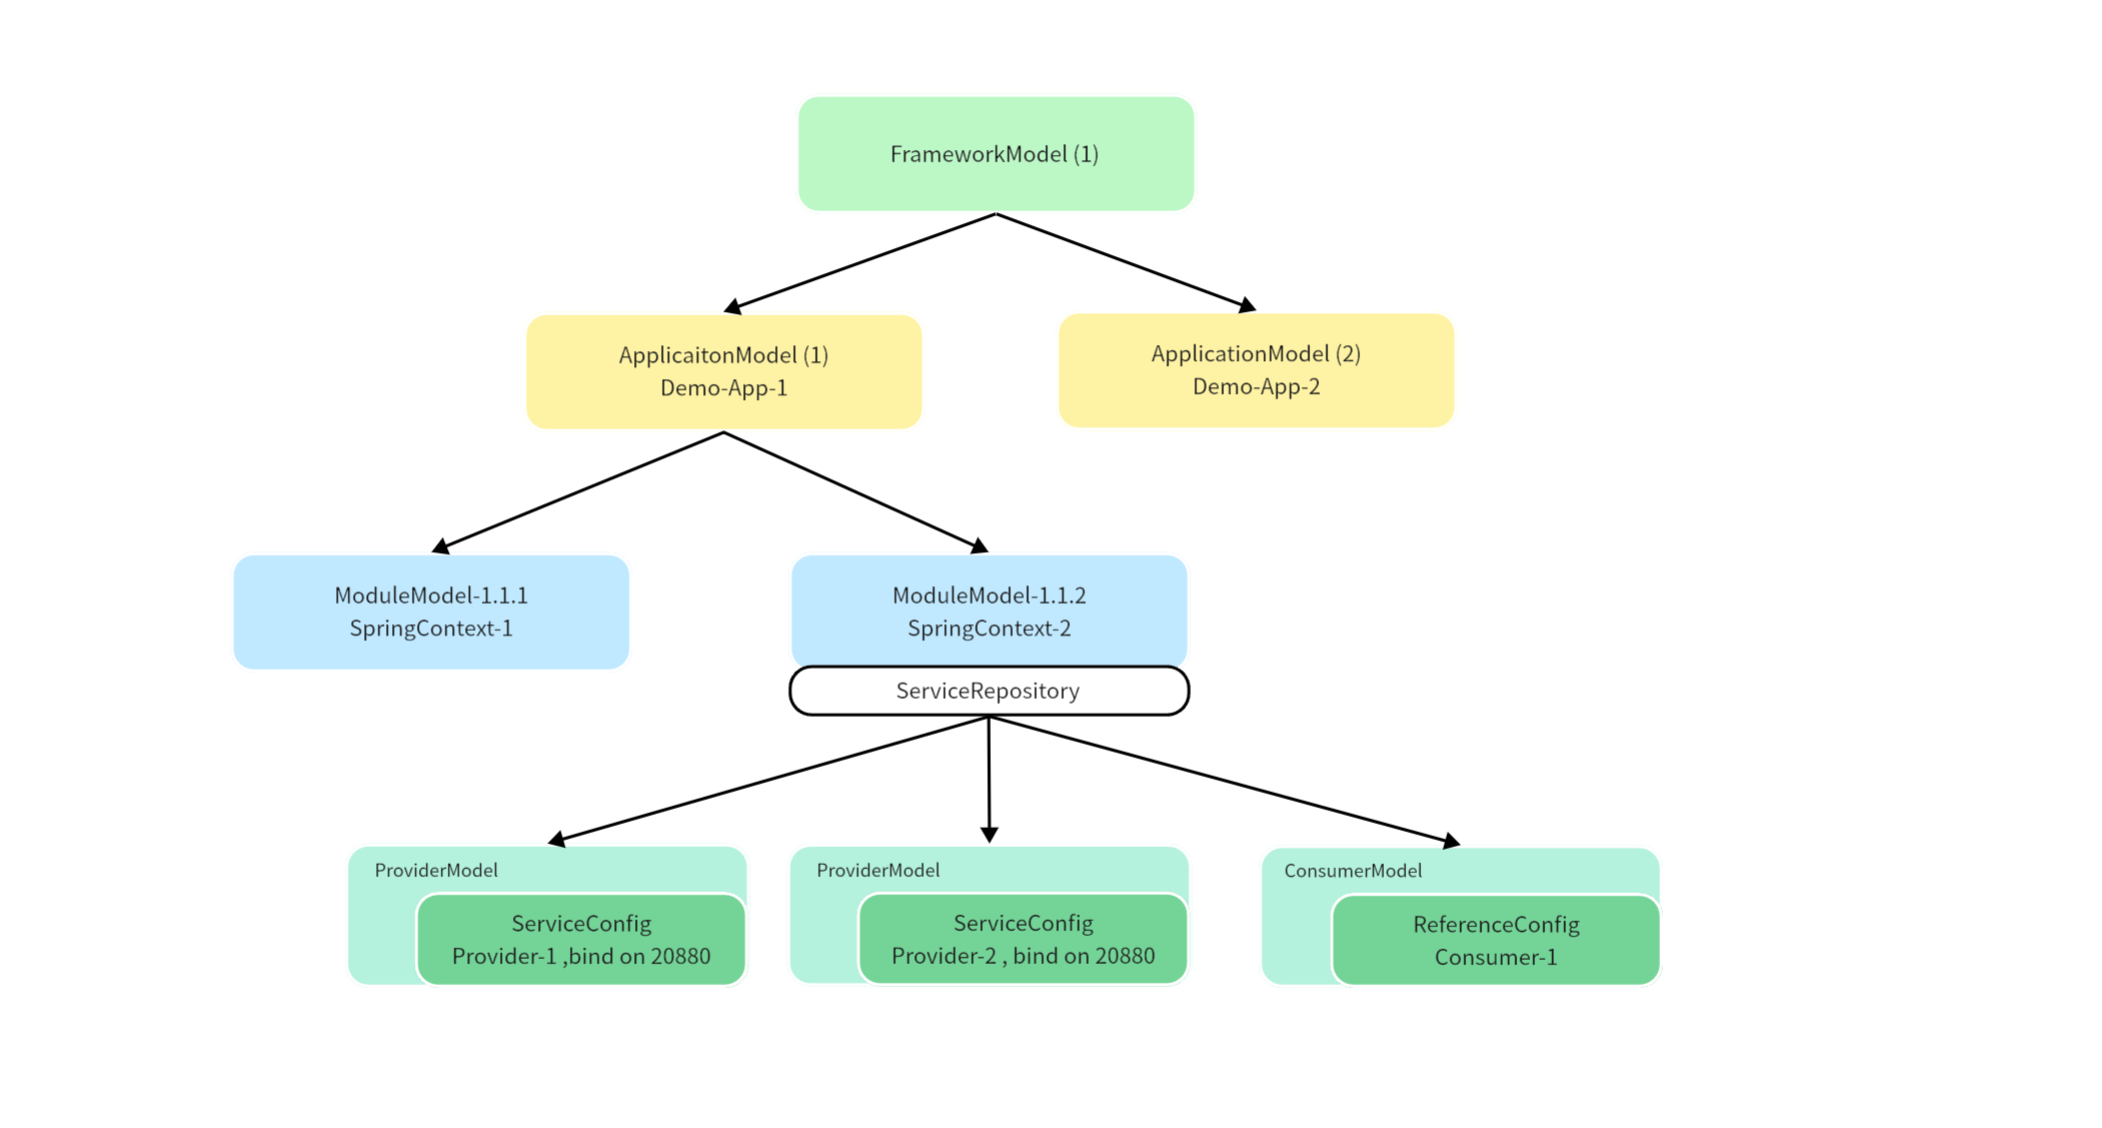 FrameworkModel (1)
ApplicaitonModel (1)
Demo-App-1
ApplicationModel (2)
Demo-App-2
ModuleModel-1.1.1
SpringContext-1
ModuleModel-1.1.2
SpringContext-2
ServiceRepository
ProviderModel
ServiceConfig
Provider-1 ,bind on 20880
ProviderModel
ServiceConfig
Provider-2 , bind on 20880
ConsumerModel
ReferenceConfig
Consumer-1